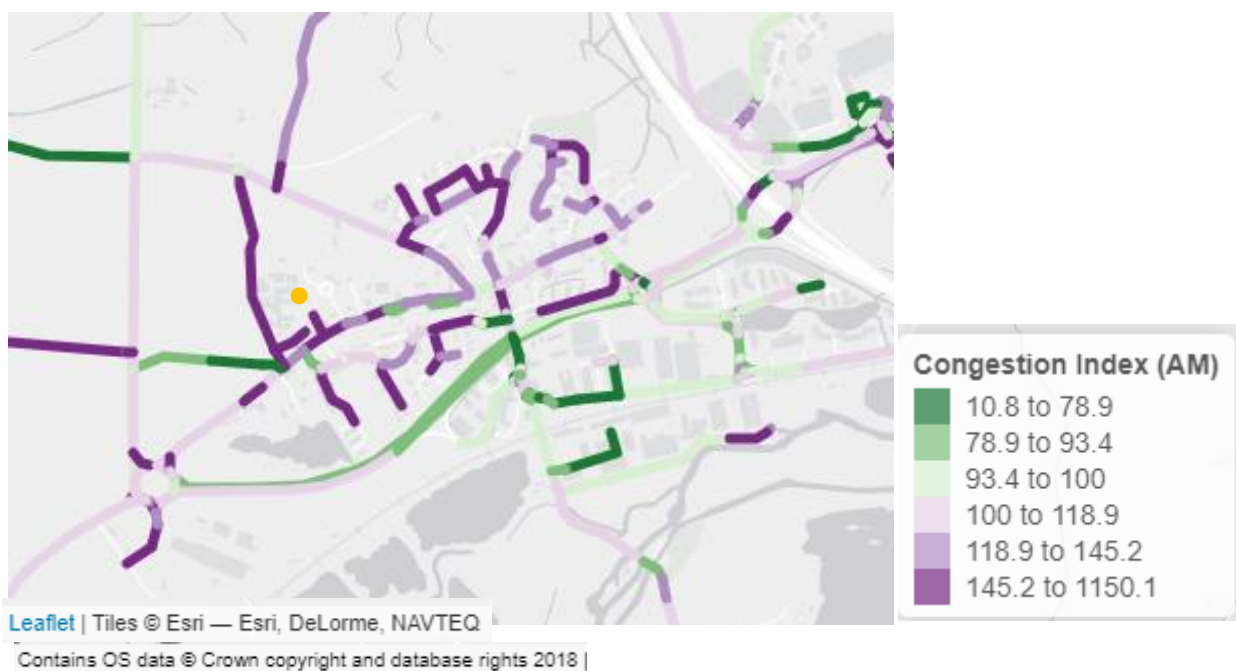 Congestion Index (AM)
10.8 to 78.9
78.9 to 93.4
93.4 to 100
100 to 118.9
118.9 to 145.2
145.2 to 1150.1
Leaflet | Tiles © Esri — Esri, DeLorme, NAVTEQ
Contains OS data © Crown copyright and database rights 2018 |